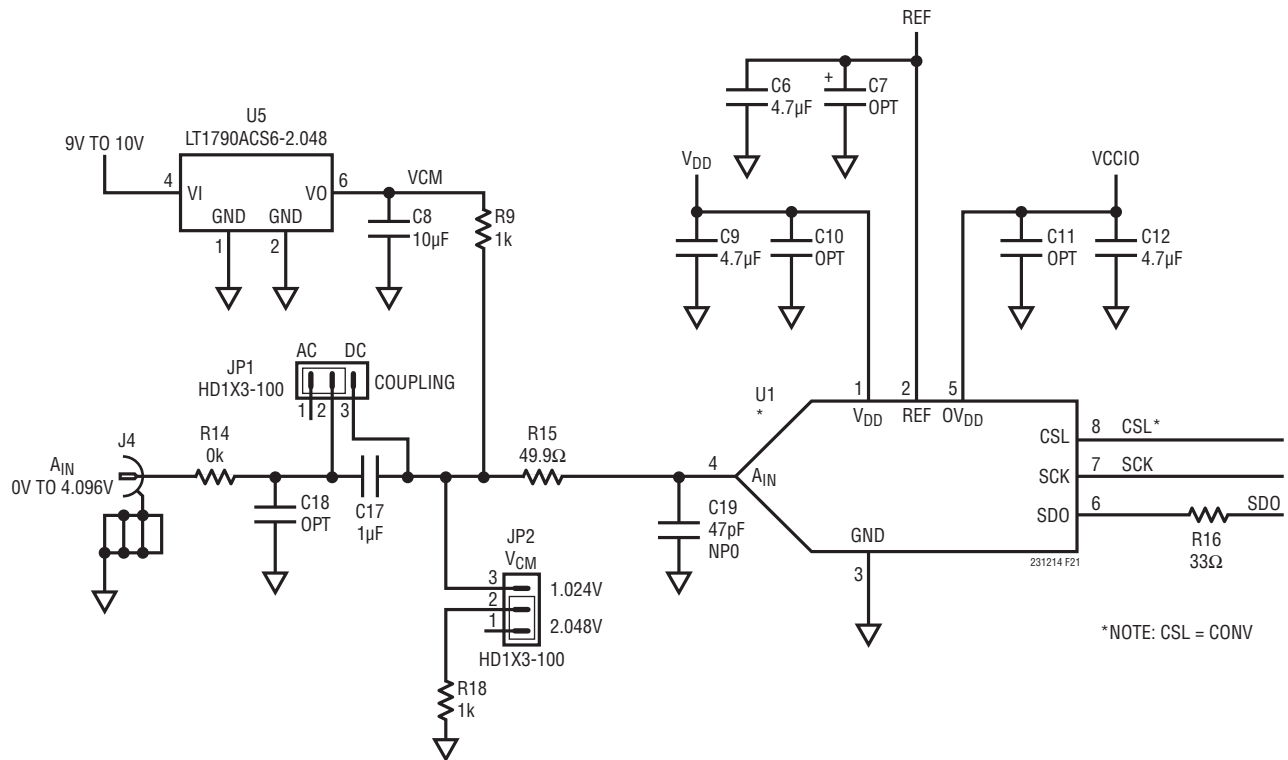 REF
C6
4.7µF
+
C7
OPT
U5
LT1790ACS6-2.048
9V TO 10V
4
VI
VO
6
VCM
GND
GND
1
2
C8
10µF
R9
1k
VDD
C9
4.7µF
C10
OPT
VCCIO
C11
OPT
C12
4.7µF
AC
DC
JP1
HD1X3-100
COUPLING
1
2
3
J4
AIN
0V TO 4.096V
R14
0k
C18
OPT
C17
1µF
R15
49.9Ω
JP2
VCM
3
1.024V
2
1
2.048V
HD1X3-100
R18
1k
C19
47pF
NP0
U1
*
1
2
5
VDD
REF
OVDD
4
AIN
CSL
8
CSL*
SCK
7
SCK
SDO
6
SDO
R16
33Ω
GND
3
231214 F21
*NOTE: CSL = CONV